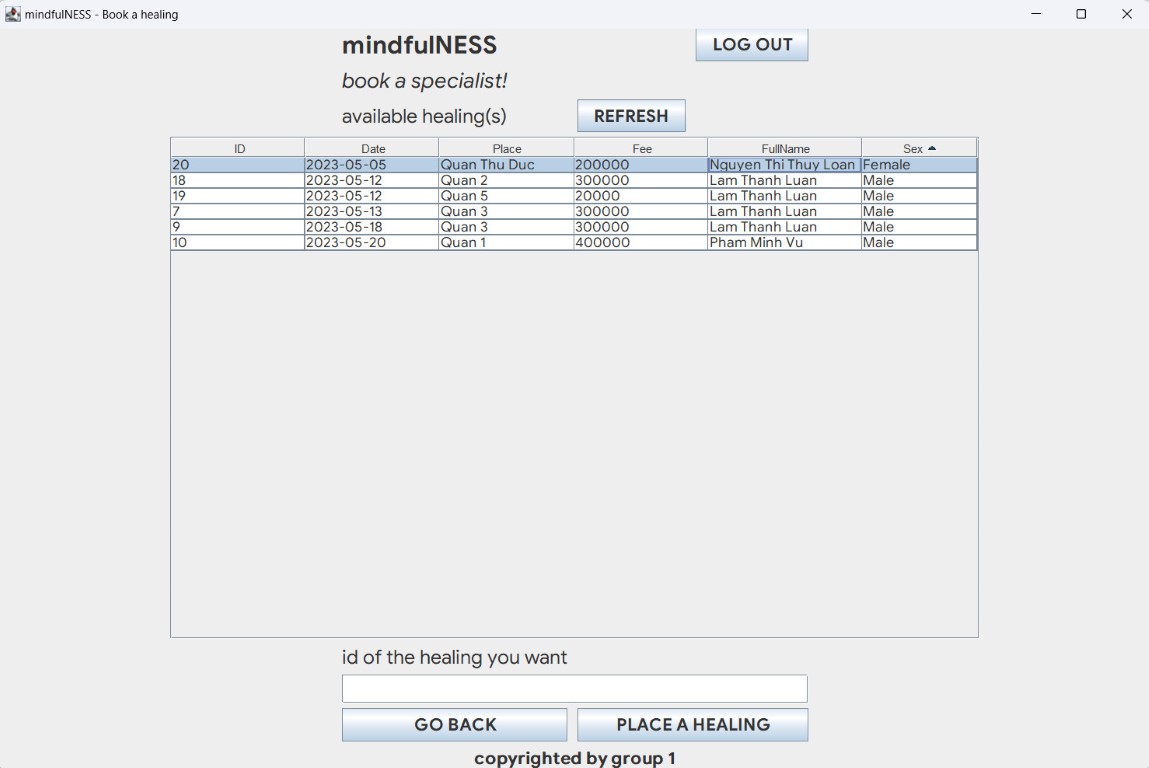 mindfulNESS - Book a healing
mindfulNESS LOG OUT
book a specialist!
available healing(s) REFRESH
ID Date Place Fee FullName Sex
20 2023-05-05 Quan Thu Duc 200000 Nguyen Thi Thuy Loan Female
18 2023-05-12 Quan 2 300000 Lam Thanh Luan Male
19 2023-05-12 Quan 5 20000 Lam Thanh Luan Male
7 2023-05-13 Quan 3 300000 Lam Thanh Luan Male
9 2023-05-18 Quan 3 300000 Lam Thanh Luan Male
10 2023-05-20 Quan 1 400000 Pham Minh Vu Male
id of the healing you want
GO BACK PLACE A HEALING
copyrighted by group 1